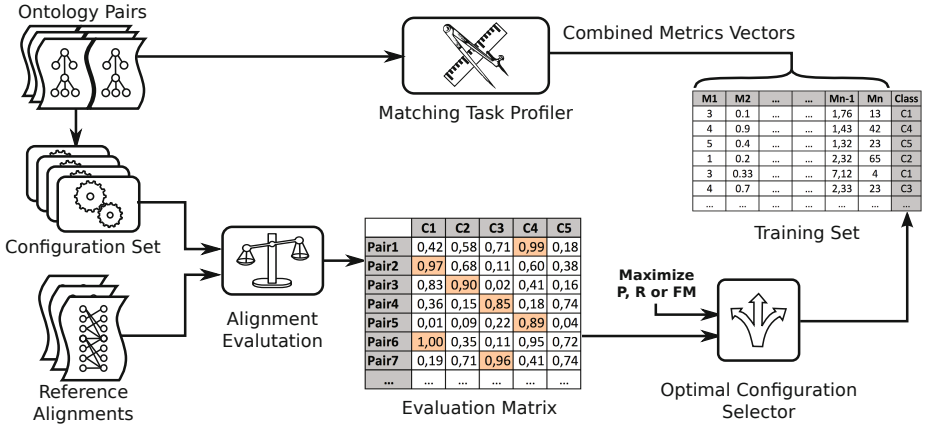 Ontology Pairs
Matching Task Profiler
Combined Metrics Vectors
M1 M2 ... ... Mn-1 Mn Class
3 0.1 ... ... 1,76 13 C1
4 0.9 ... ... 1,43 42 C4
5 0.4 ... ... 1,32 23 C5
1 0.2 ... ... 2,32 65 C2
3 0.33 ... ... 7,12 4 C1
4 0.7 ... ... 2,33 23 C3
... ... ... ... ... ... ...
Training Set
Configuration Set
Reference
Alignments
Alignment
Evalutation
C1 C2 C3 C4 C5
Pair1 0,42 0,58 0,71 0,99 0,18
Pair2 0,97 0,68 0,11 0,60 0,38
Pair3 0,83 0,90 0,02 0,41 0,16
Pair4 0,36 0,15 0,85 0,18 0,74
Pair5 0,01 0,09 0,22 0,89 0,04
Pair6 1,00 0,35 0,11 0,95 0,72
Pair7 0,19 0,71 0,96 0,41 0,74
... ... ... ... ... ...
Evaluation Matrix
Maximize
P, R or FM
Optimal Configuration
Selector